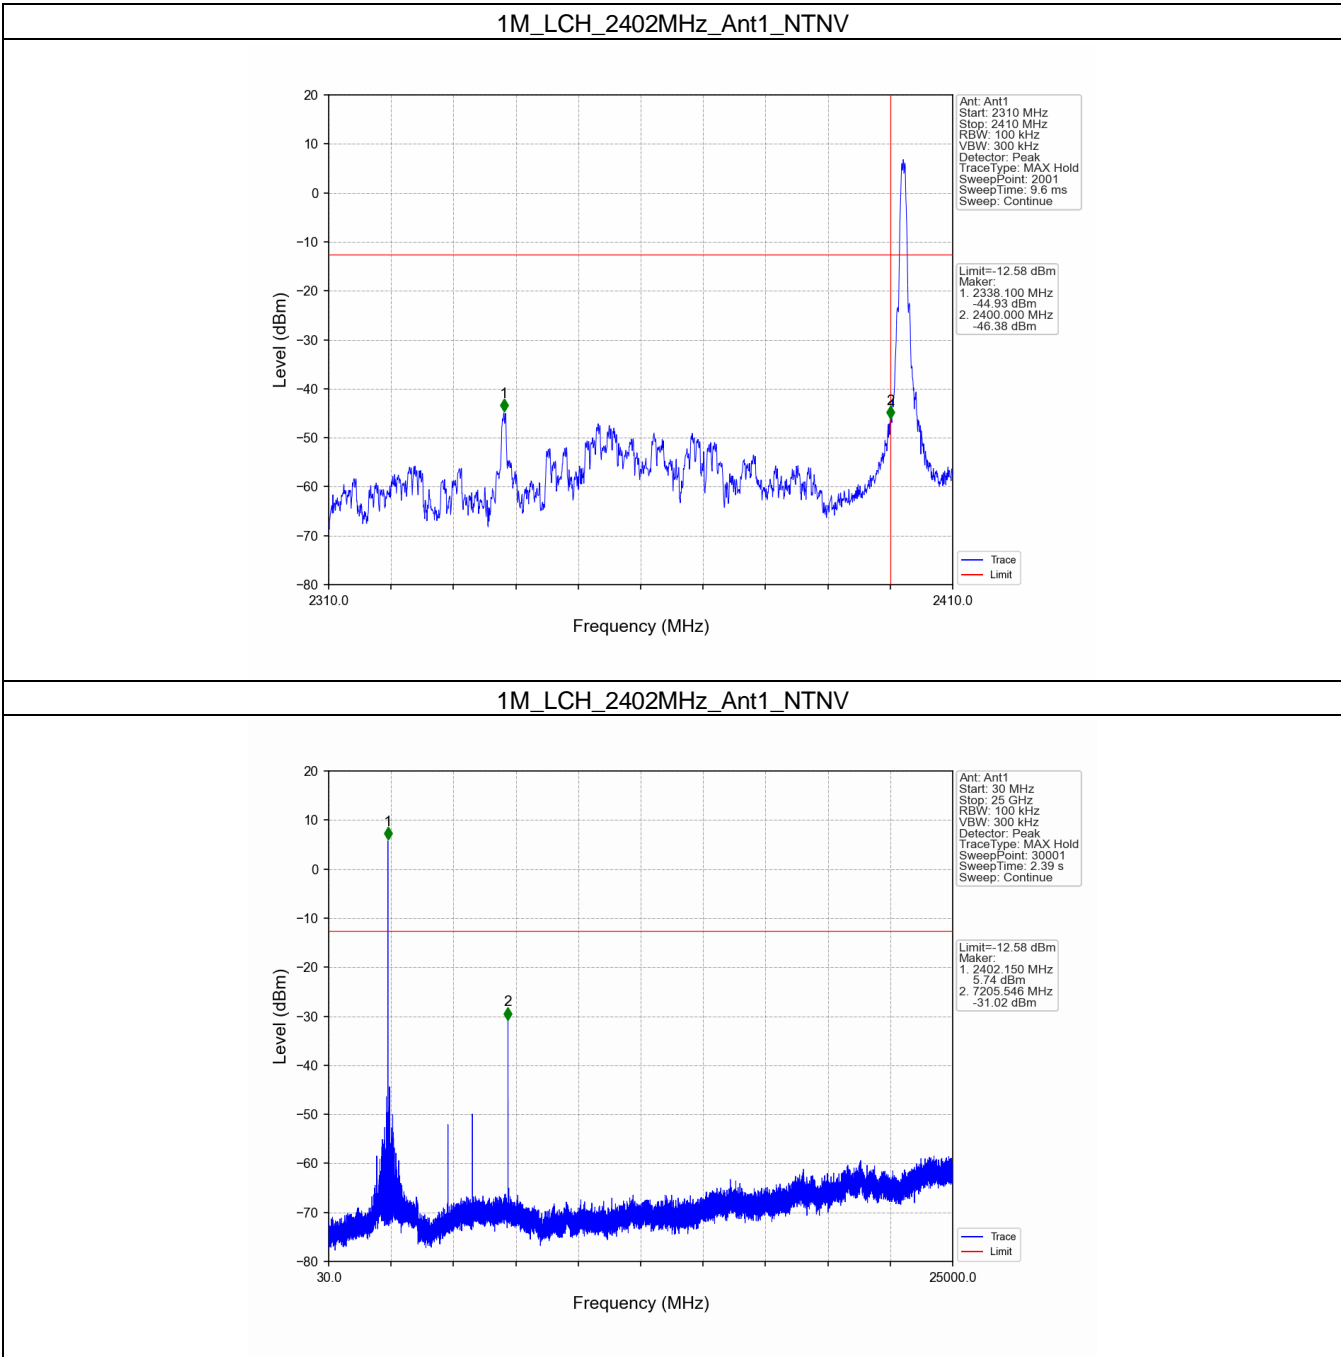 1M_LCH_2402MHz_Ant1_NTNV
20
10
0
−10
−20
−30
−40
−50
−60
−70
−80
Level (dBm)
1
2
2310.0
2410.0
Frequency (MHz)
Ant: Ant1
Start: 2310 MHz
Stop: 2410 MHz
RBW: 100 kHz
VBW: 300 kHz
Detector: Peak
TraceType: MAX Hold
SweepPoint: 2001
SweepTime: 9.6 ms
Sweep: Continue
Limit=-12.58 dBm
Maker:
1. 2338.100 MHz
-44.93 dBm
2. 2400.000 MHz
-46.38 dBm
Trace
Limit
1M_LCH_2402MHz_Ant1_NTNV
20
10
0
−10
−20
−30
−40
−50
−60
−70
−80
Level (dBm)
1
2
30.0
25000.0
Frequency (MHz)
Ant: Ant1
Start: 30 MHz
Stop: 25 GHz
RBW: 100 kHz
VBW: 300 kHz
Detector: Peak
TraceType: MAX Hold
SweepPoint: 30001
SweepTime: 2.39 s
Sweep: Continue
Limit=-12.58 dBm
Maker:
1. 2402.150 MHz
5.74 dBm
2. 7205.546 MHz
-31.02 dBm
Trace
Limit